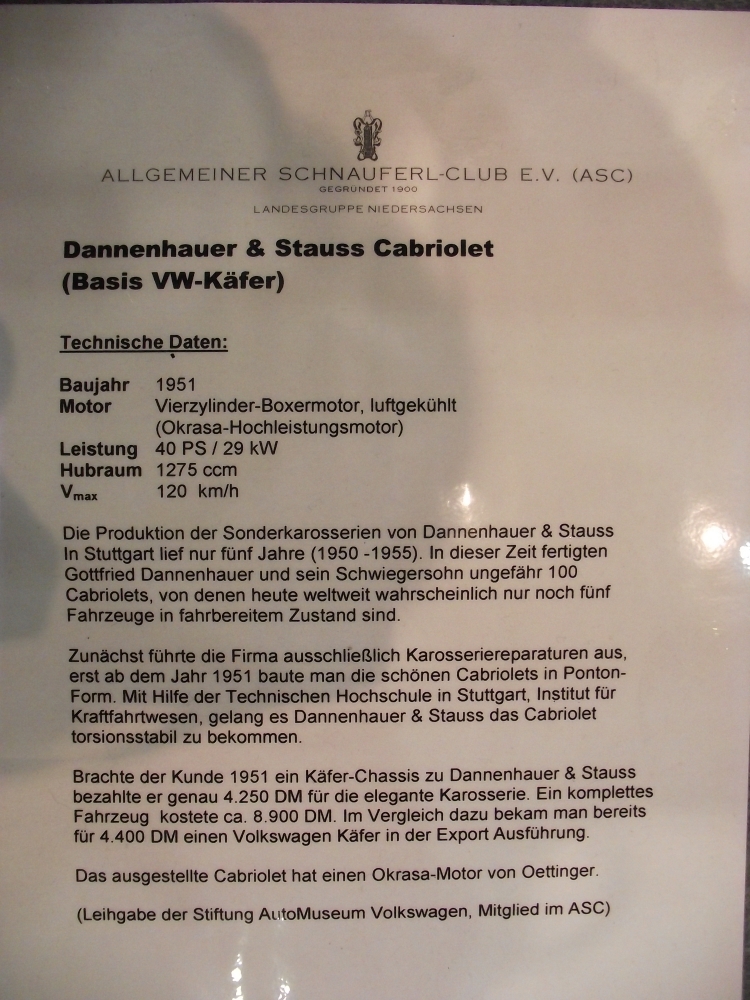 ALLGEMEINER SCHNAUFERL-CLUB E.V. (ASC)
GEGRÜNDET 1900
LANDESGRUPPE NIEDERSACHSEN
Dannenhauer & Stauss Cabriolet
(Basis VW-Käfer)
Technische Daten:
Baujahr 1951
Motor Vierzylinder-Boxermotor, luftgekühlt
(Okrasa-Hochleistungsmotor)
Leistung 40 PS / 29 kW
Hubraum 1275 ccm
Vmax 120 km/h
Die Produktion der Sonderkarosserien von Dannenhauer & Stauss
In Stuttgart lief nur fünf Jahre (1950 -1955). In dieser Zeit fertigten
Gottfried Dannenhauer und sein Schwiegersohn ungefähr 100
Cabriolets, von denen heute weltweit wahrscheinlich nur noch fünf
Fahrzeuge in fahrbereitem Zustand sind.
Zunächst führte die Firma ausschließlich Karosseriereparaturen aus,
erst ab dem Jahr 1951 baute man die schönen Cabriolets in Ponton-
Form. Mit Hilfe der Technischen Hochschule in Stuttgart, Institut für
Kraftfahrtwesen, gelang es Dannenhauer & Stauss das Cabriolet
torsionsstabil zu bekommen.
Brachte der Kunde 1951 ein Käfer-Chassis zu Dannenhauer & Stauss
bezahlte er genau 4.250 DM für die elegante Karosserie. Ein komplettes
Fahrzeug kostete ca. 8.900 DM. Im Vergleich dazu bekam man bereits
für 4.400 DM einen Volkswagen Käfer in der Export Ausführung.
Das ausgestellte Cabriolet hat einen Okrasa-Motor von Oettinger.
(Leihgabe der Stiftung AutoMuseum Volkswagen, Mitglied im ASC)